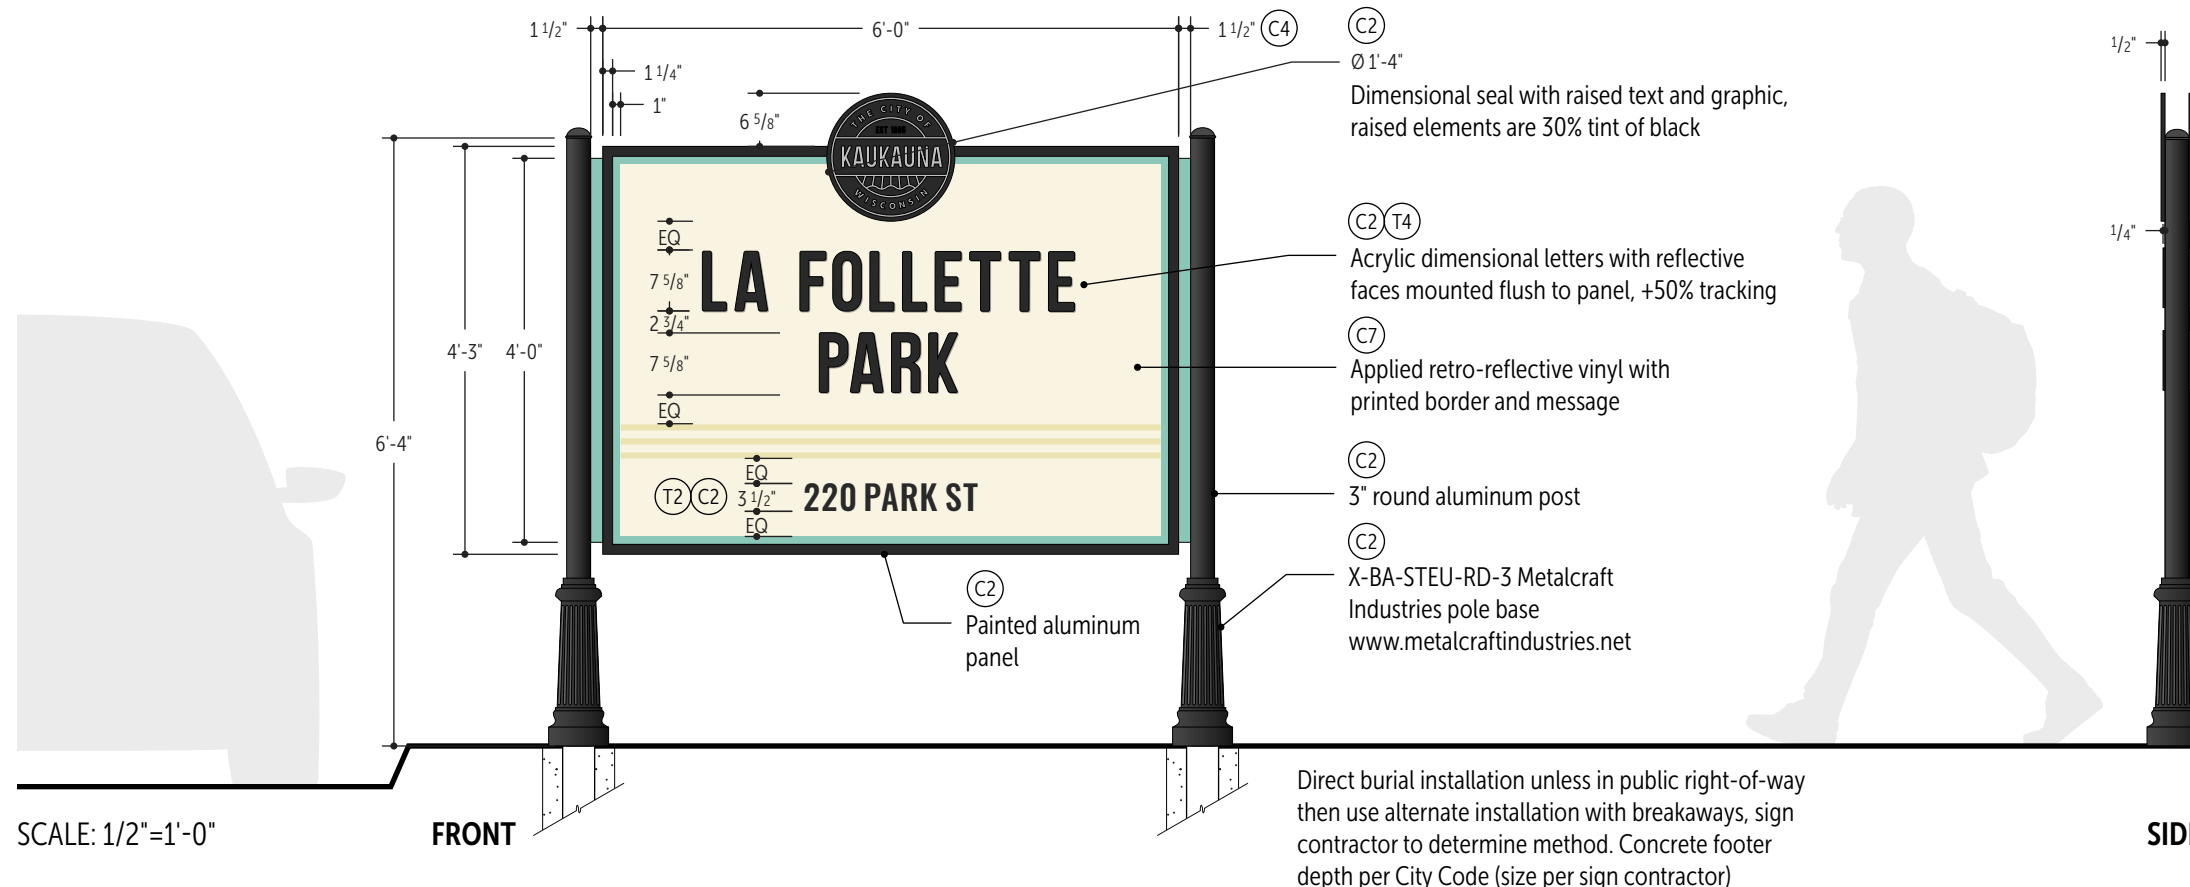 1 1/2"
6'-0"
1 1/2" C4
1 1/4"
1"
6 5/8"
C2
Ø 1'-4"
Dimensional seal with raised text and graphic,
raised elements are 30% tint of black
1/2"
1/4"
THE CITY OF
EST 1885
KAUKAUNA
WISCONSIN
EQ
7 5/8"
2 3/4"
7 5/8"
EQ
LA FOLLETTE
PARK
C2 T4
Acrylic dimensional letters with reflective
faces mounted flush to panel, +50% tracking
C7
Applied retro-reflective vinyl with
printed border and message
4'-3" 4'-0"
6'-4"
EQ
T2 C2 3 1/2" 220 PARK ST
EQ
C2
3" round aluminum post
C2
X-BA-STEU-RD-3 Metalcraft
Industries pole base
www.metalcraftindustries.net
C2
Painted aluminum
panel
Direct burial installation unless in public right-of-way
then use alternate installation with breakaways, sign
contractor to determine method. Concrete footer
depth per City Code (size per sign contractor)
SCALE: 1/2"=1'-0"
FRONT
SID